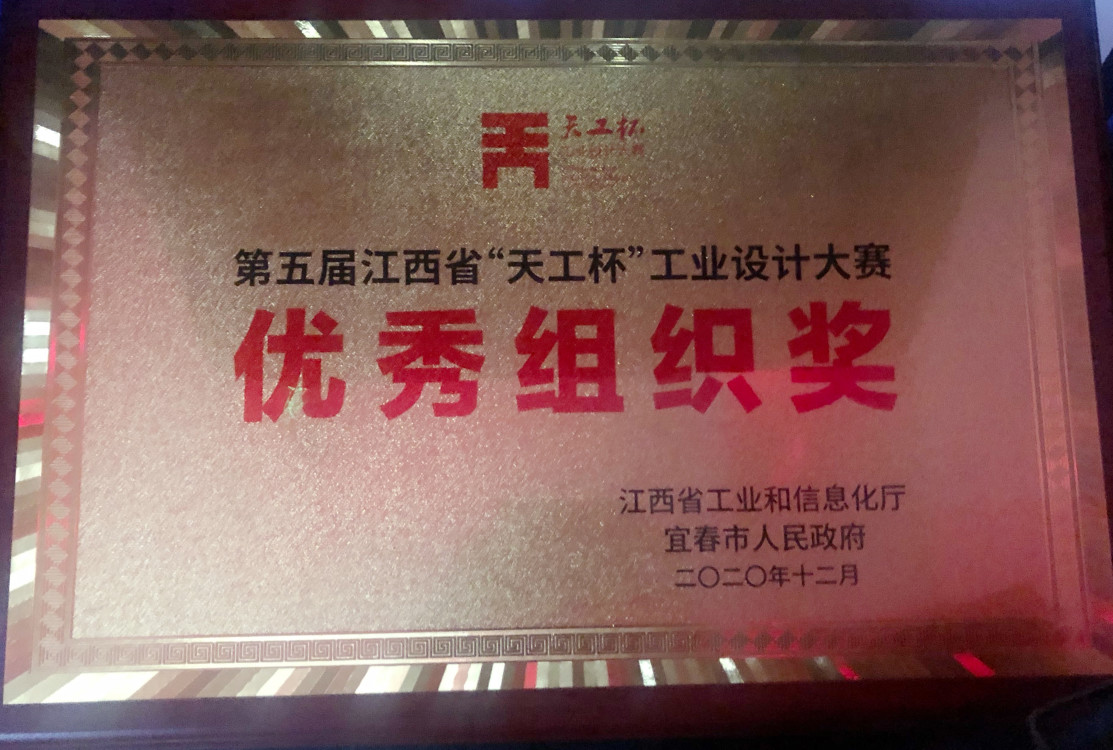 天工杯
第五届江西省“天工杯”工业设计大赛
优秀组织奖
江西省工业和信息化厅
宜春市人民政府
二〇二〇年十二月